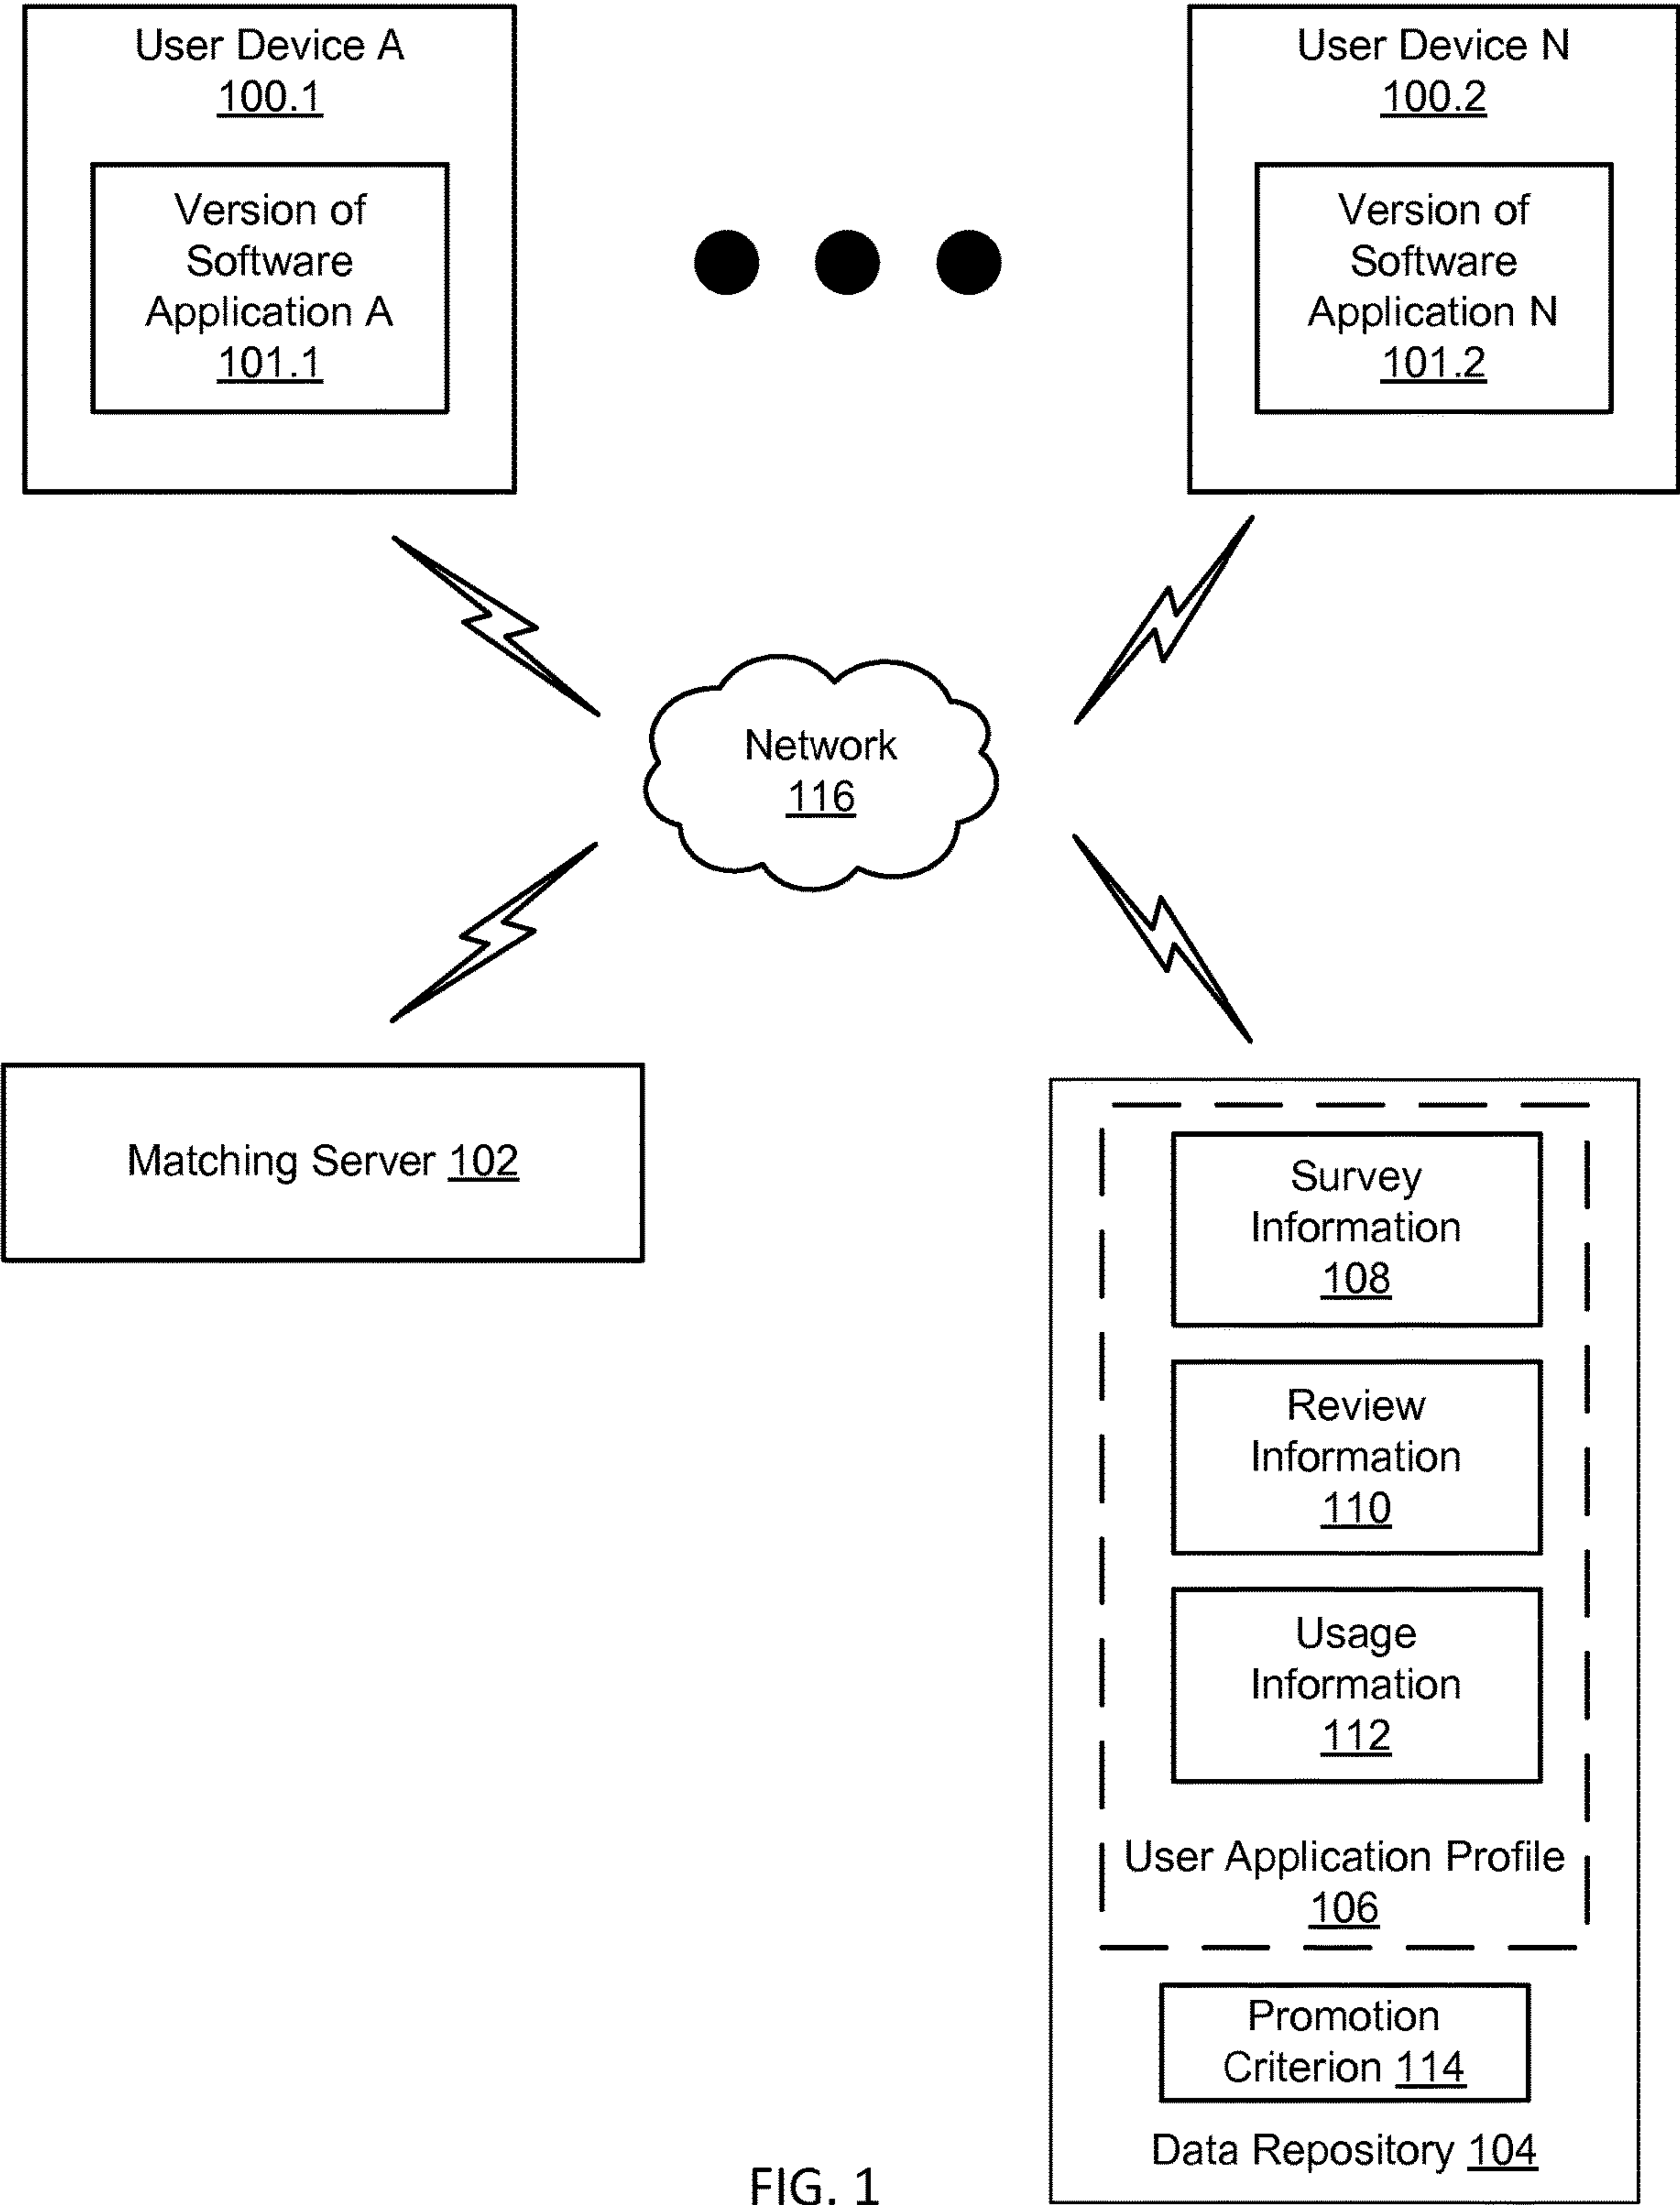 User Device A
100.1
Version of
Software
Application A
101.1
User Device N
100.2
Version of
Software
Application N
101.2
Network
116
Matching Server 102
Survey
Information
108
Review
Information
110
Usage
Information
112
User Application Profile
106
Promotion
Criterion 114
Data Repository 104
FIG. 1